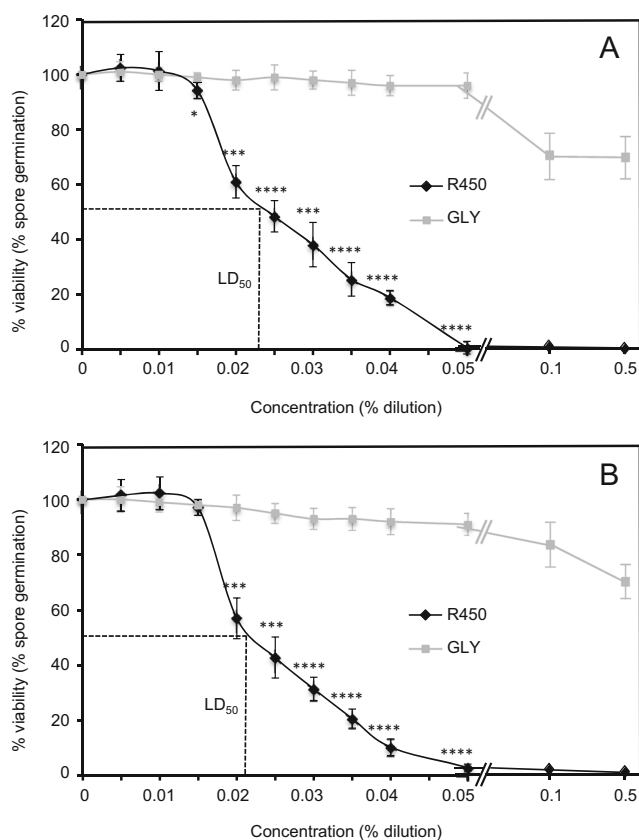 A
120
100
80
60
40
20
0
% viability (% spore germination)
*
***
****
***
****
****
****
R450
GLY
LD50
0 0.01 0.02 0.03 0.04 0.05 0.1 0.5
Concentration (% dilution)
B
120
100
80
60
40
20
0
% viability (% spore germination)
***
***
****
****
****
****
R450
GLY
LD50
0 0.01 0.02 0.03 0.04 0.05 0.1 0.5
Concentration (% dilution)